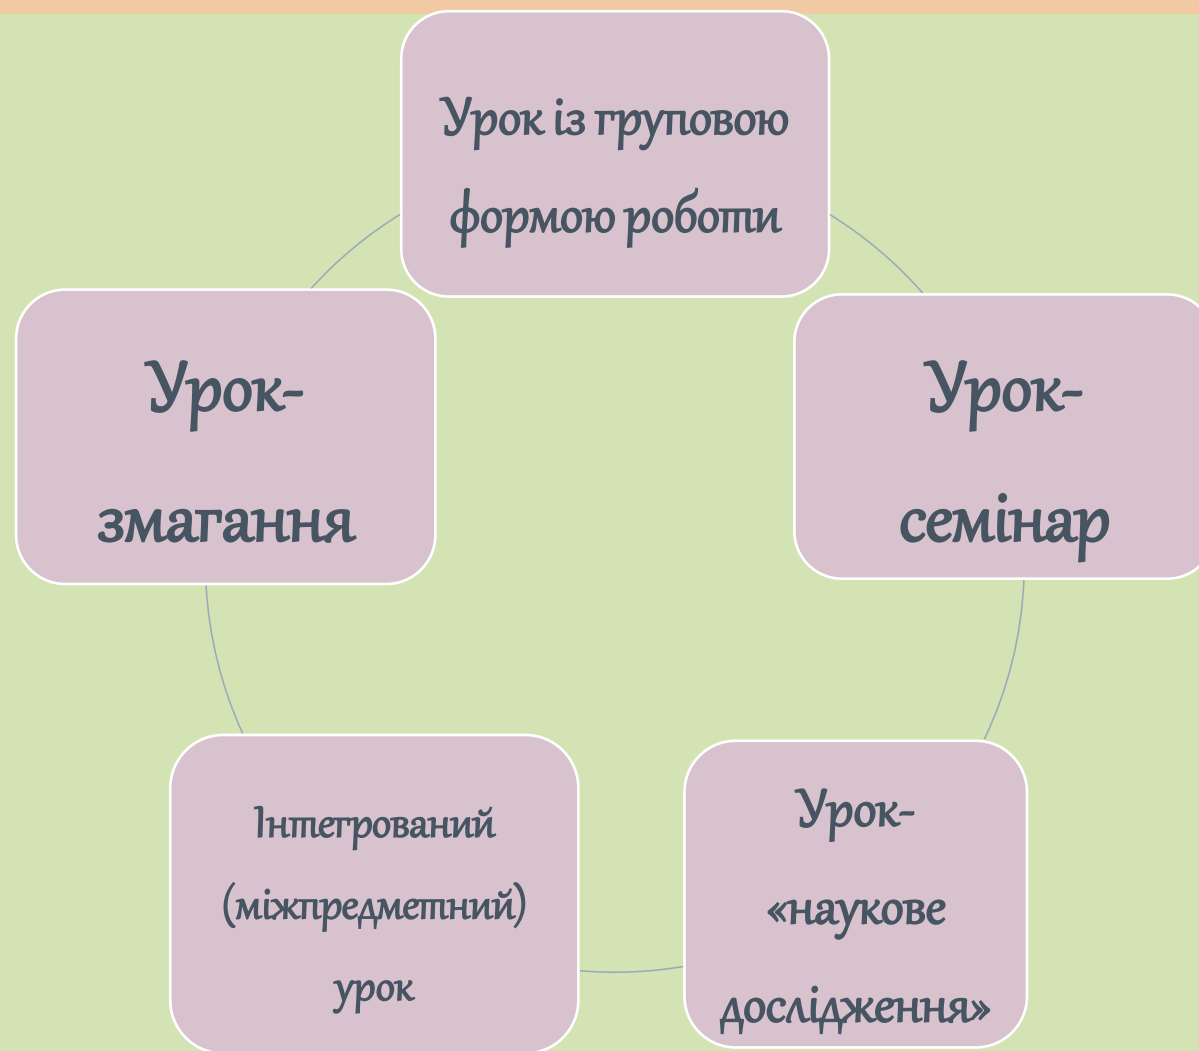 Урок із груповою
формою роботи
Урок-
змагання
Урок-
семінар
Інтегрований
(міжпредметний)
урок
Урок-
«наукове
дослідження»